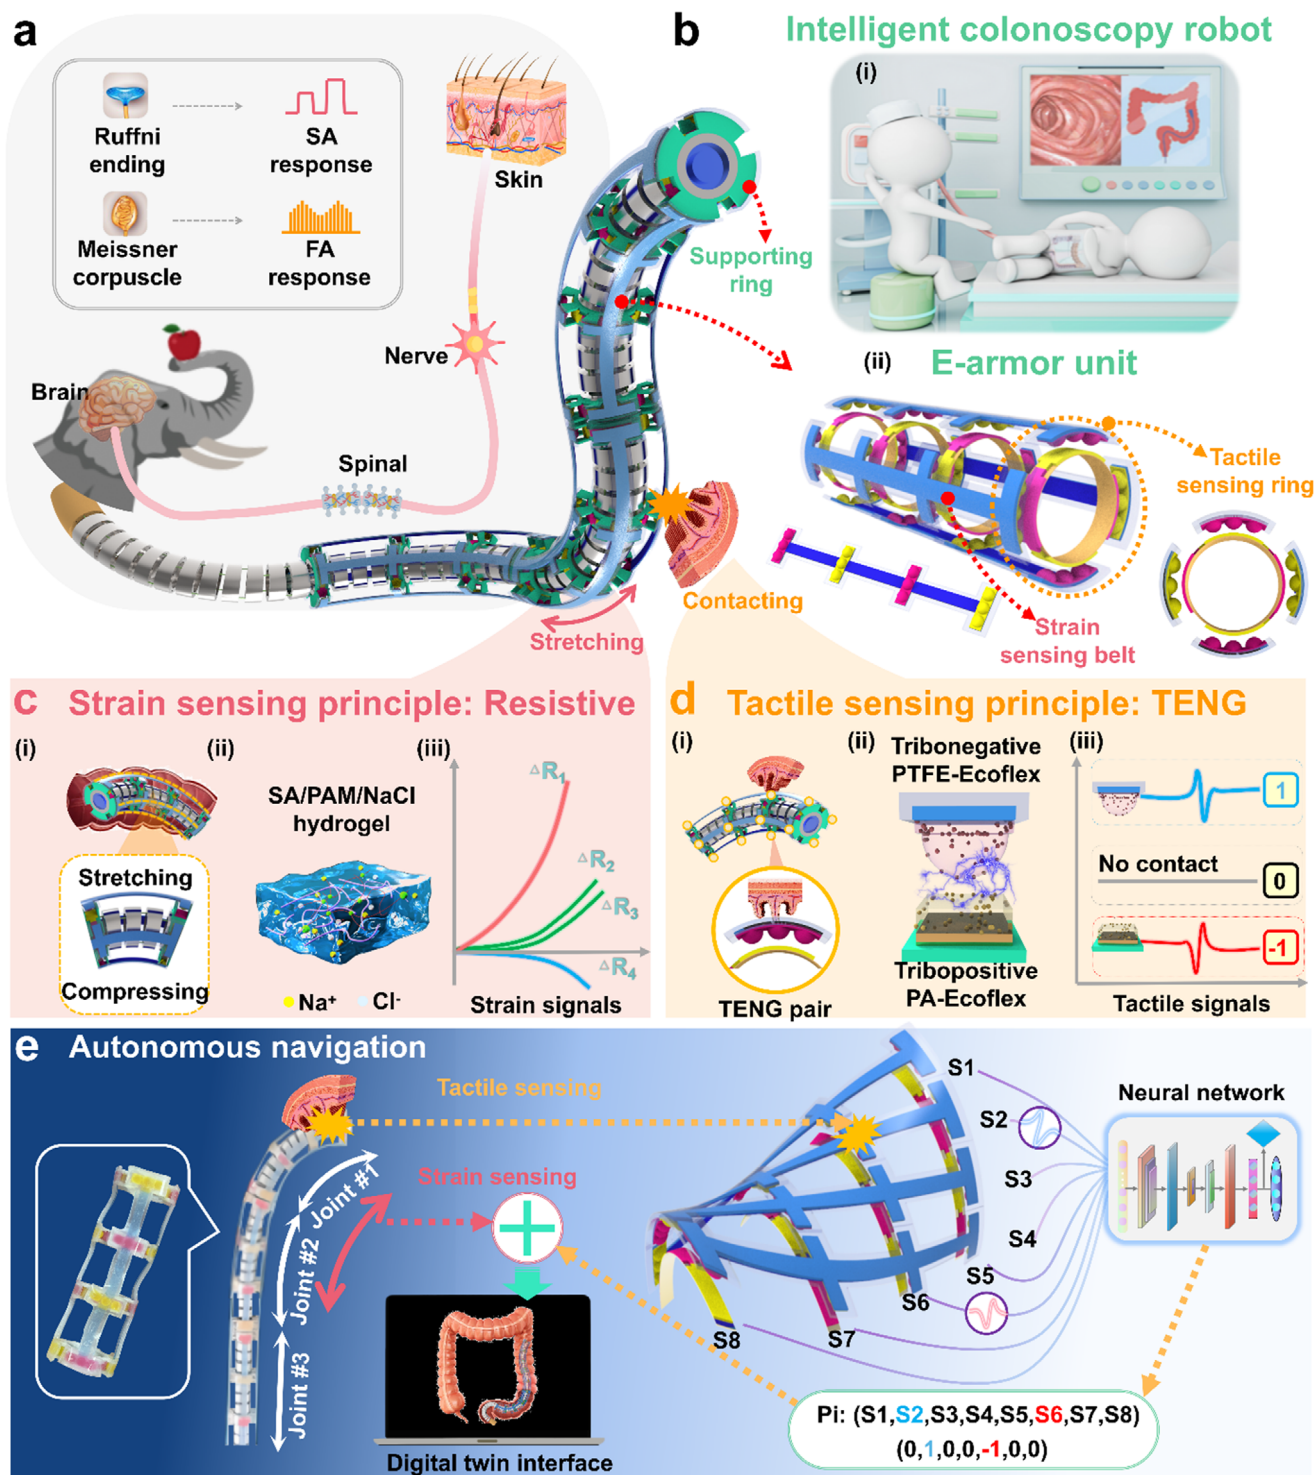 a
Ruffni
ending
SA
response
Meissner
corpuscle
FA
response
Skin
Nerve
Brain
Spinal
Supporting
ring
Contacting
Stretching
b
Intelligent colonoscopy robot
(i)
(ii)
E-armor unit
Tactile
sensing ring
Strain
sensing belt
c
Strain sensing principle: Resistive
(i)
Stretching
Compressing
(ii)
SA/PAM/NaCl
hydrogel
Na⁺
Cl⁻
(iii)
△R₁
△R₂
△R₃
△R₄
Strain signals
d
Tactile sensing principle: TENG
(i)
TENG pair
(ii)
Tribonegative
PTFE-Ecoflex
Tribopositive
PA-Ecoflex
(iii)
1
No contact
0
-1
Tactile signals
e
Autonomous navigation
Tactile sensing
Strain sensing
Joint #1
Joint #2
Joint #3
Digital twin interface
S1
S2
S3
S4
S5
S6
S7
S8
Neural network
Pi: (S1,S2,S3,S4,S5,S6,S7,S8)
(0,1,0,0,-1,0,0)